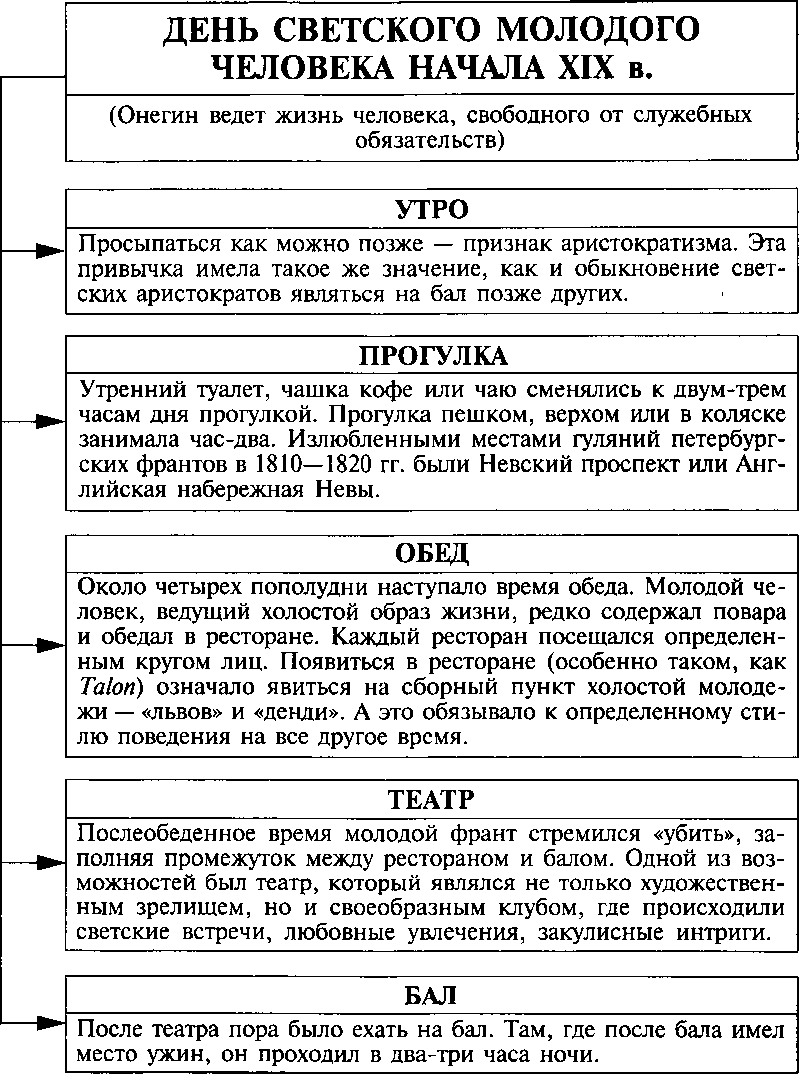 ДЕНЬ СВЕТСКОГО МОЛОДОГО
ЧЕЛОВЕКА НАЧАЛА XIX в.
(Онегин ведет жизнь человека, свободного от служебных
обязательств)
УТРО
Просыпаться как можно позже — признак аристократизма. Эта
привычка имела такое же значение, как и обыкновение свет-
ских аристократов являться на бал позже других.
ПРОГУЛКА
Утренний туалет, чашка кофе или чаю сменялись к двум-трем
часам дня прогулкой. Прогулка пешком, верхом или в коляске
занимала час-два. Излюбленными местами гуляний петербург-
ских франтов в 1810—1820 гг. были Невский проспект или Анг-
лийская набережная Невы.
ОБЕД
Около четырех пополудни наступало время обеда. Молодой че-
ловек, ведущий холостой образ жизни, редко содержал повара
и обедал в ресторане. Каждый ресторан посещался определен-
ным кругом лиц. Появиться в ресторане (особенно таком, как
Talon) означало явиться на сборный пункт холостой молоде-
жи — «львов» и «денди». А это обязывало к определенному сти-
лю поведения на все другое время.
ТЕАТР
Послеобеденное время молодой франт стремился «убить», за-
полняя промежуток между рестораном и балом. Одной из воз-
можностей был театр, который являлся не только художествен-
ным зрелищем, но и своеобразным клубом, где происходили
светские встречи, любовные увлечения, закулисные интриги.
БАЛ
После театра пора было ехать на бал. Там, где после бала имел
место ужин, он проходил в два-три часа ночи.